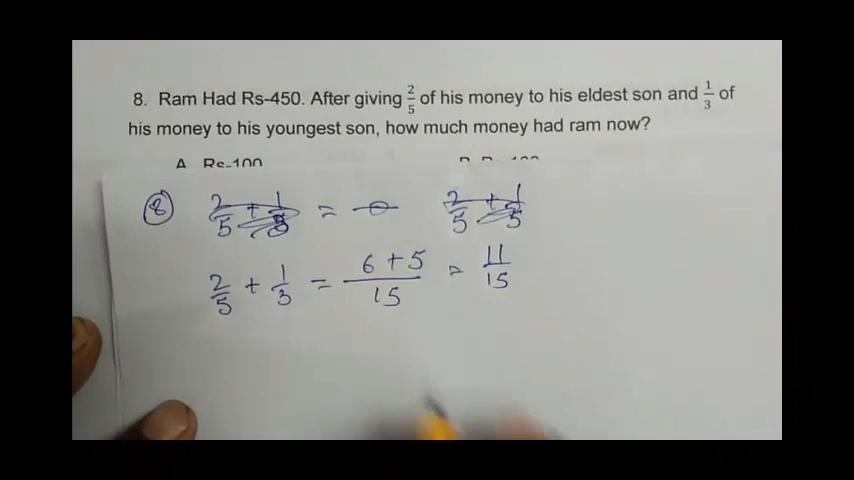 8. Ram Had Rs-450. After giving 2/5 of his money to his eldest son and 1/3 of
his money to his youngest son, how much money had ram now?
A. Rs-100
8
2/5 + 1/3 = 6+5/15 = 11/15